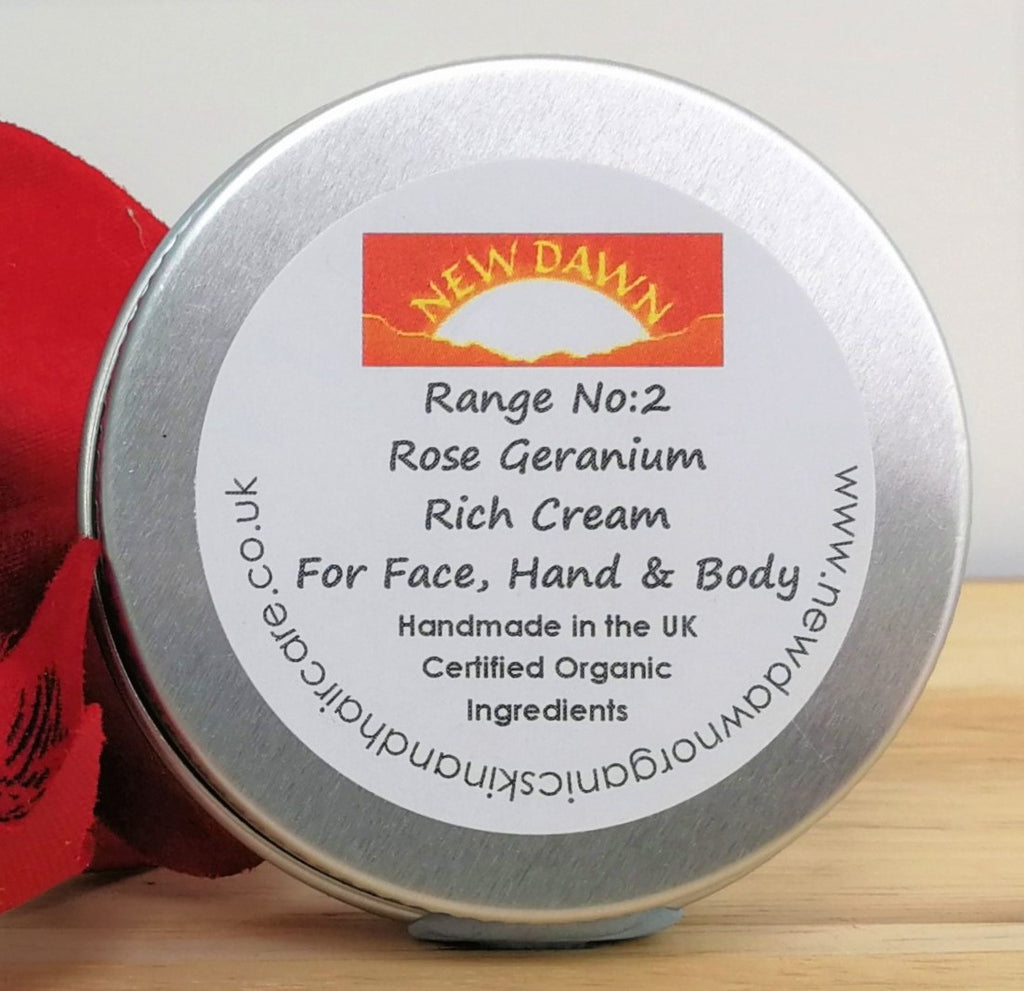 NEW DAWN
Range No:2
Rose Geranium
Rich Cream
For Face, Hand & Body
Handmade in the UK
Certified Organic
Ingredients
www.newdawnorganicskinandhaircare.co.uk